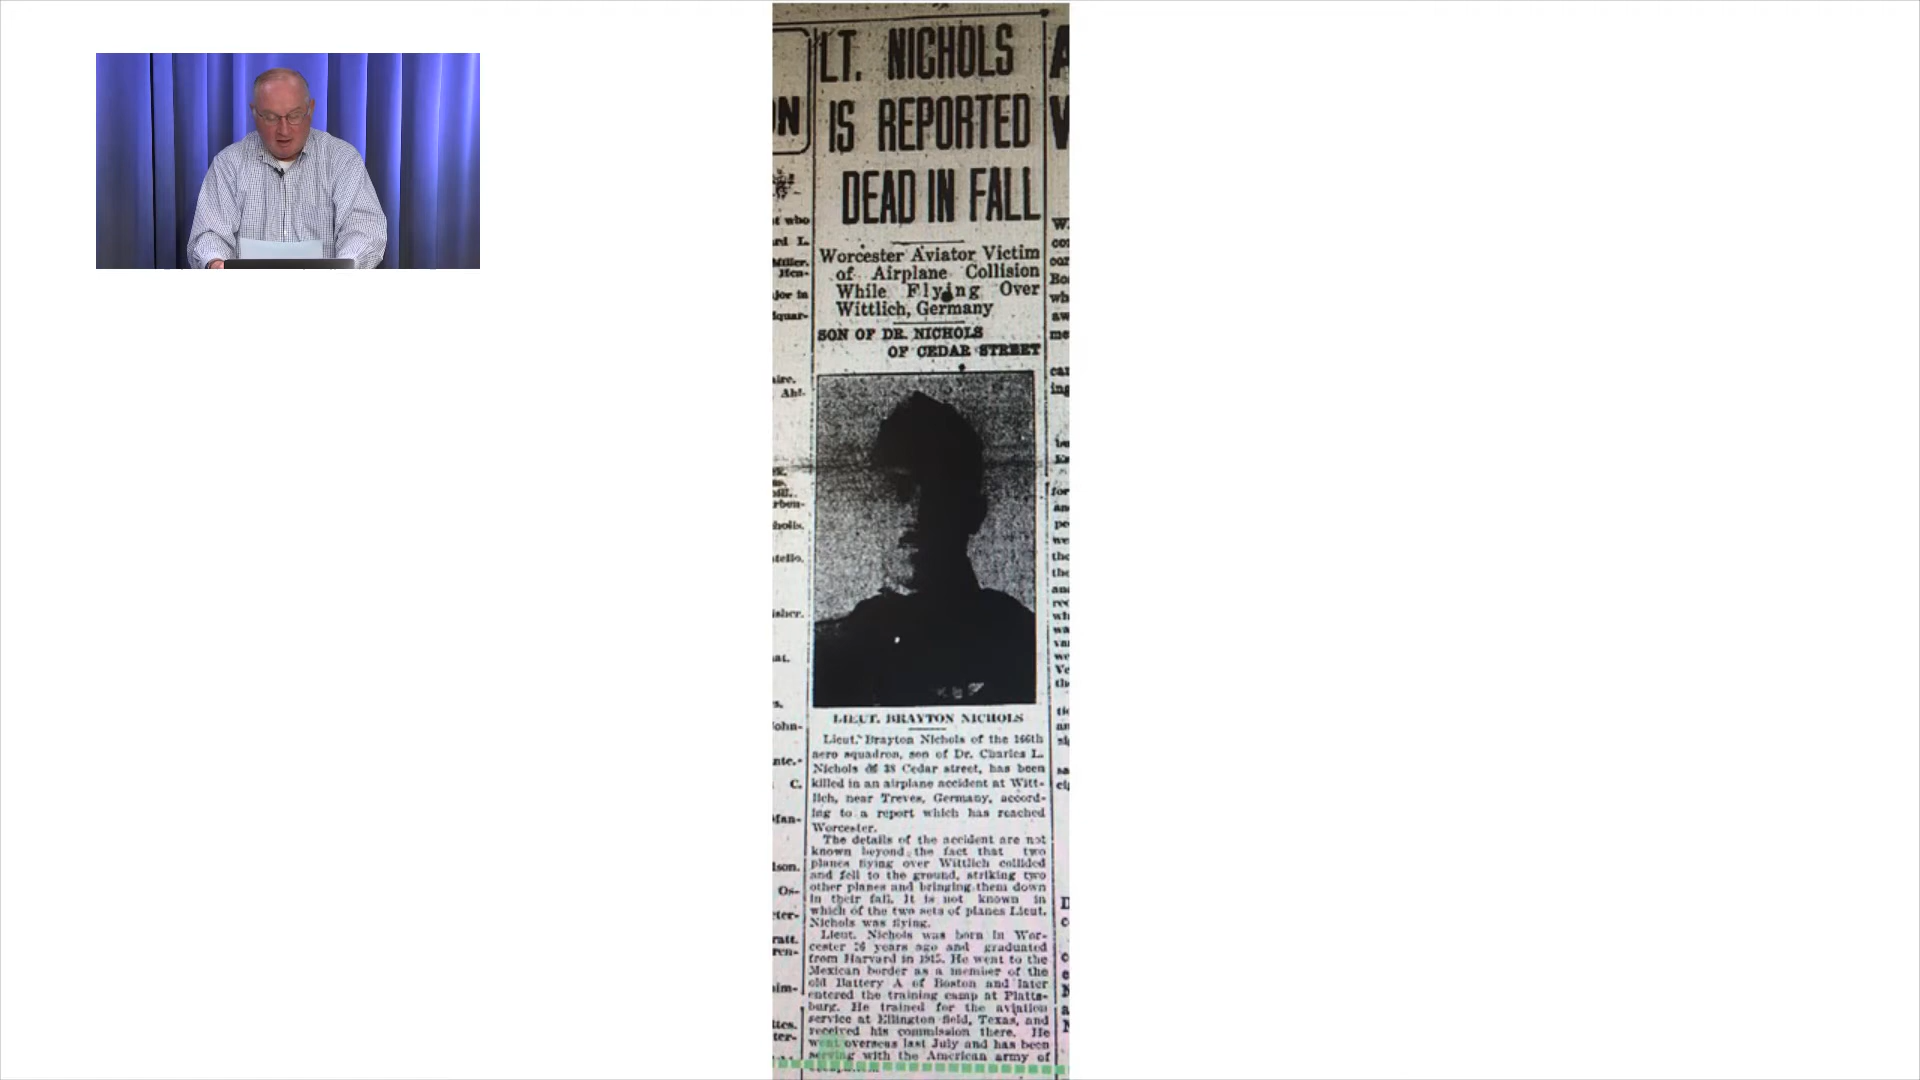 LT. NICHOLS
IS REPORTED
DEAD IN FALL
Worcester Aviator Victim
of Airplane Collision
While Flying Over
Wittlich, Germany
SON OF DR. NICHOLS
OF CEDAR STREET
LIEUT. BRAYTON NICHOLS
Lieut. Brayton Nichols of the 166th
aero squadron, son of Dr. Charles L.
Nichols of 38 Cedar street, has been
killed in an airplane accident at Witt-
lich, near Treves, Germany, accord-
ing to a report which has reached
Worcester.
The details of the accident are not
known beyond the fact that two
planes flying over Wittlich collided
and fell to the ground, striking two
other planes and bringing them down
in their fall. It is not known in
which of the two sets of planes Lieut.
Nichols was flying.
Lieut. Nichols was born in Wor-
cester 26 years ago and graduated
from Harvard in 1915. He went to the
Mexican border as a member of the
old Battery A of Boston and later
entered the training camp at Platts-
burg. He trained for the aviation
service at Ellington field, Texas, and
received his commission there. He
went overseas last July and has been
serving with the American army of